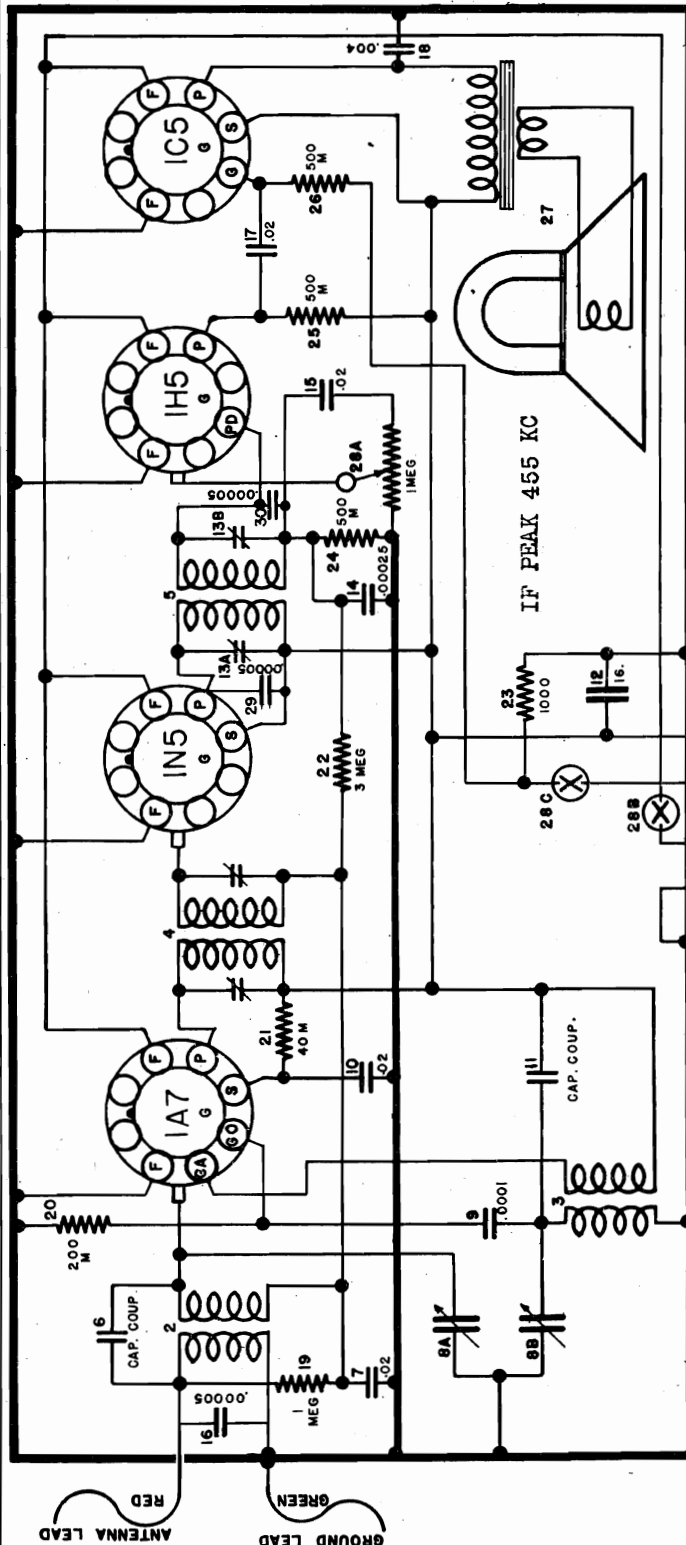 .004
18
F
P
F
S
G
G
1C5
500
M
26
17
.02
500
M
25
27
F
P
F
PD
G
1H5
15
.02
28A
1 MEG
.00005
30
13B
500
M
24
14
.00025
IF PEAK 455 KC
5
13A
.00005
29
F
P
F
S
G
1N5
22
3 MEG
23
1000
12
16.
28C
28B
4
F
P
F
S
GO
GA
G
1A7
21
40 M
10
.02
11
CAP. COUP.
20
200
M
9
.0001
3
6
CAP. COUP.
2
8A
8B
19
1
MEG
7
.02
16
.00005
RED
ANTENNA LEAD
GREEN
GROUND LEAD